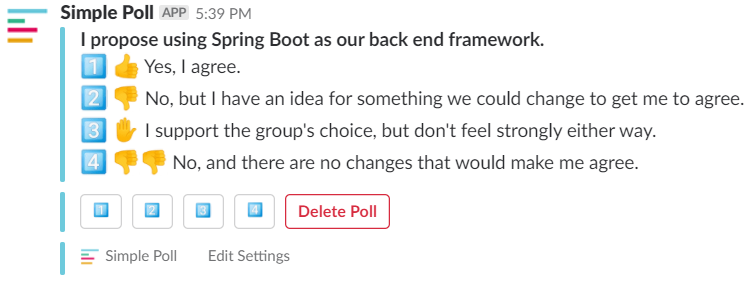 Simple Poll APP 5:39 PM
I propose using Spring Boot as our back end framework.
1️⃣ 👍 Yes, I agree.
2️⃣ 👎 No, but I have an idea for something we could change to get me to agree.
3️⃣ ✋ I support the group's choice, but don't feel strongly either way.
4️⃣ 👎👎 No, and there are no changes that would make me agree.
1️⃣ 2️⃣ 3️⃣ 4️⃣ Delete Poll
Simple Poll Edit Settings